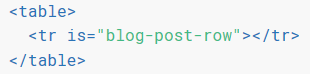 <table>
  <tr is="blog-post-row"></tr>
</table>